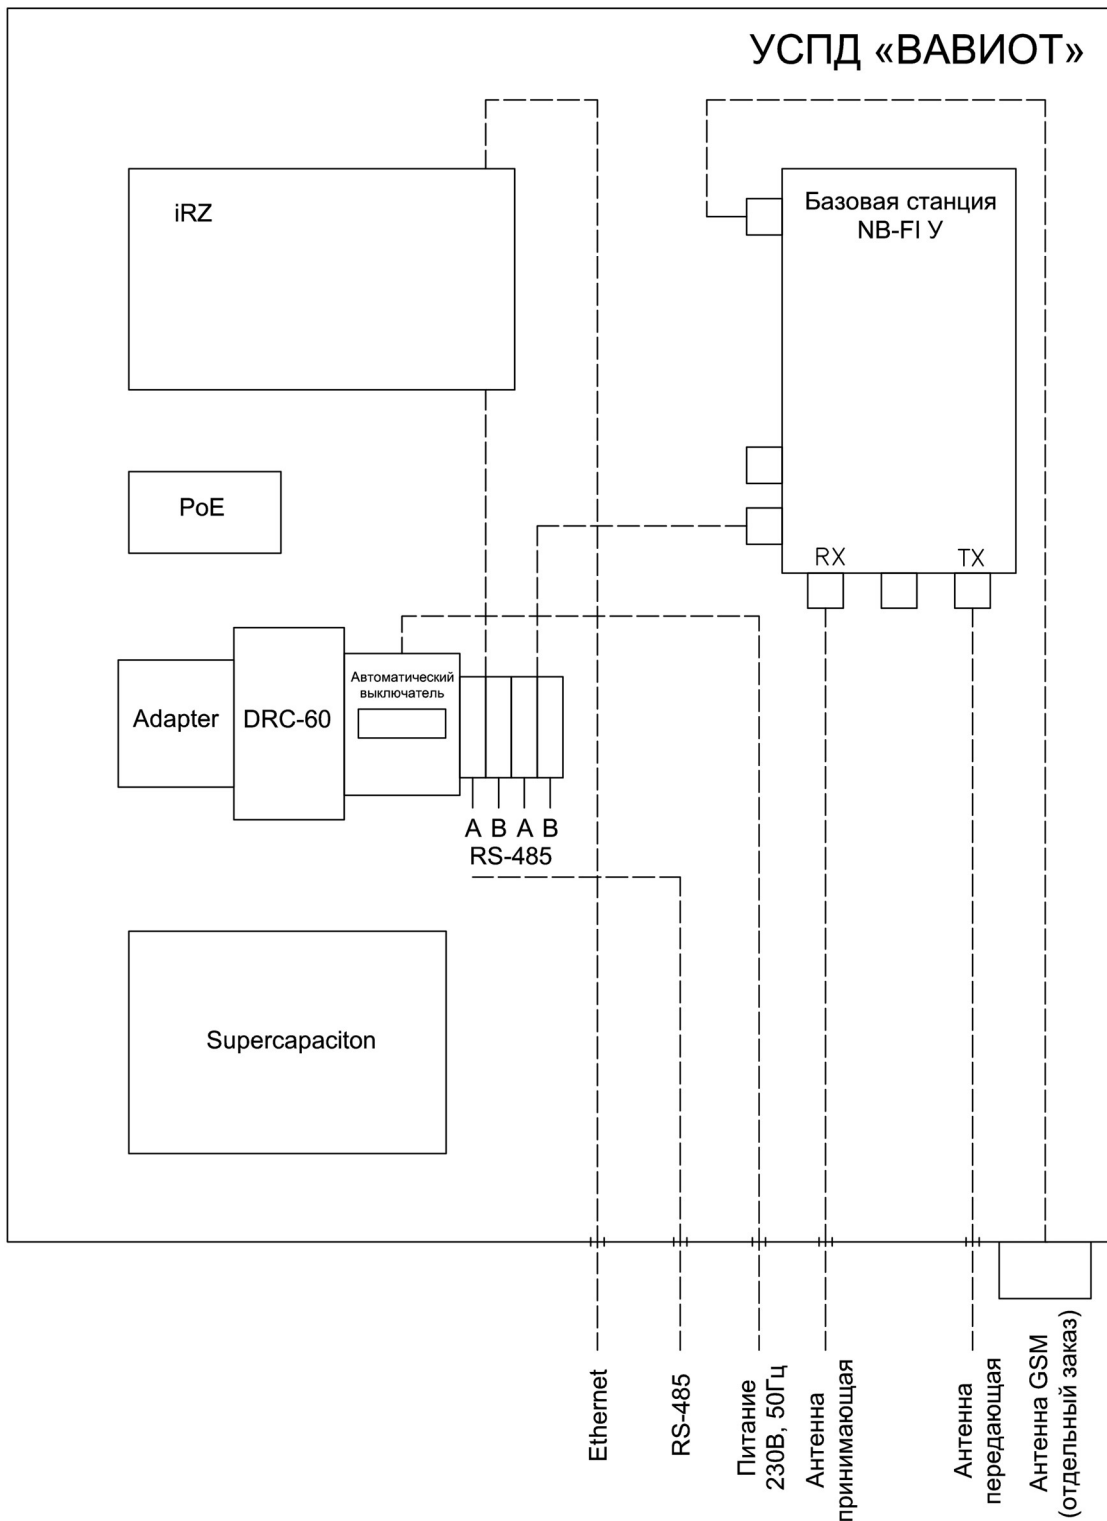 УСПД «ВАВИОТ»
iRZ
Базовая станция
NB-FI У
PoE
RX
TX
Adapter
DRC-60
Автоматический
выключатель
A B A B
RS-485
Supercapaciton
Ethernet
RS-485
Питание
230В, 50Гц
Антенна
принимающая
Антенна
передающая
Антенна GSM
(отдельный заказ)